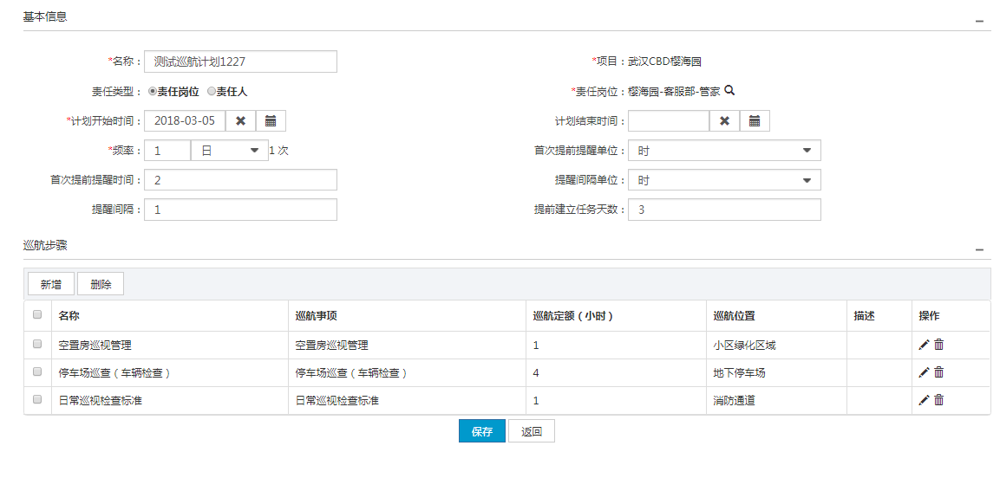 基本信息
*名称： 测试巡航计划1227 *项目： 武汉CBD樱海园
责任类型： 责任岗位 责任人 *责任岗位： 樱海园-客服部-管家
*计划开始时间： 2018-03-05 计划结束时间：
*频率： 1 日 1 次 首次提前提醒单位： 时
首次提前提醒时间： 2 提醒间隔单位： 时
提醒间隔： 1 提前建立任务天数： 3
巡航步骤
新增 删除
名称 巡航事项 巡航定额（小时） 巡航位置 描述 操作
空置房巡视管理 空置房巡视管理 1 小区绿化区域
停车场巡查（车辆检查） 停车场巡查（车辆检查） 4 地下停车场
日常巡视检查标准 日常巡视检查标准 1 消防通道
保存 返回